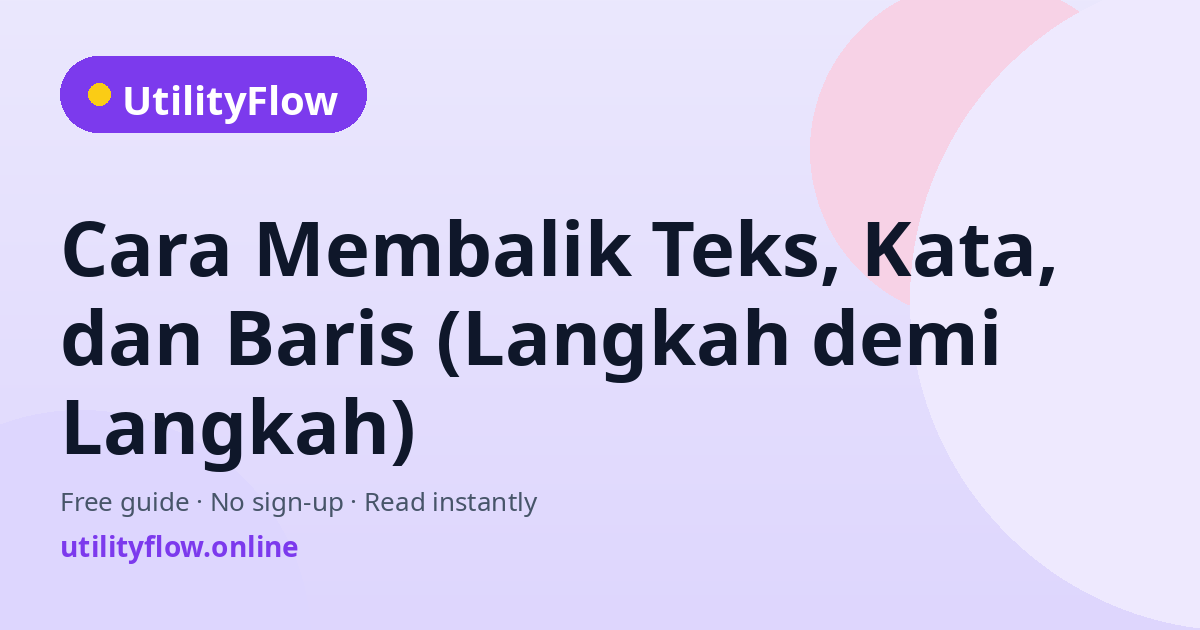 UtilityFlow
Cara Membalik Teks, Kata,
dan Baris (Langkah demi
Langkah)
Free guide · No sign-up · Read instantly
utilityflow.online